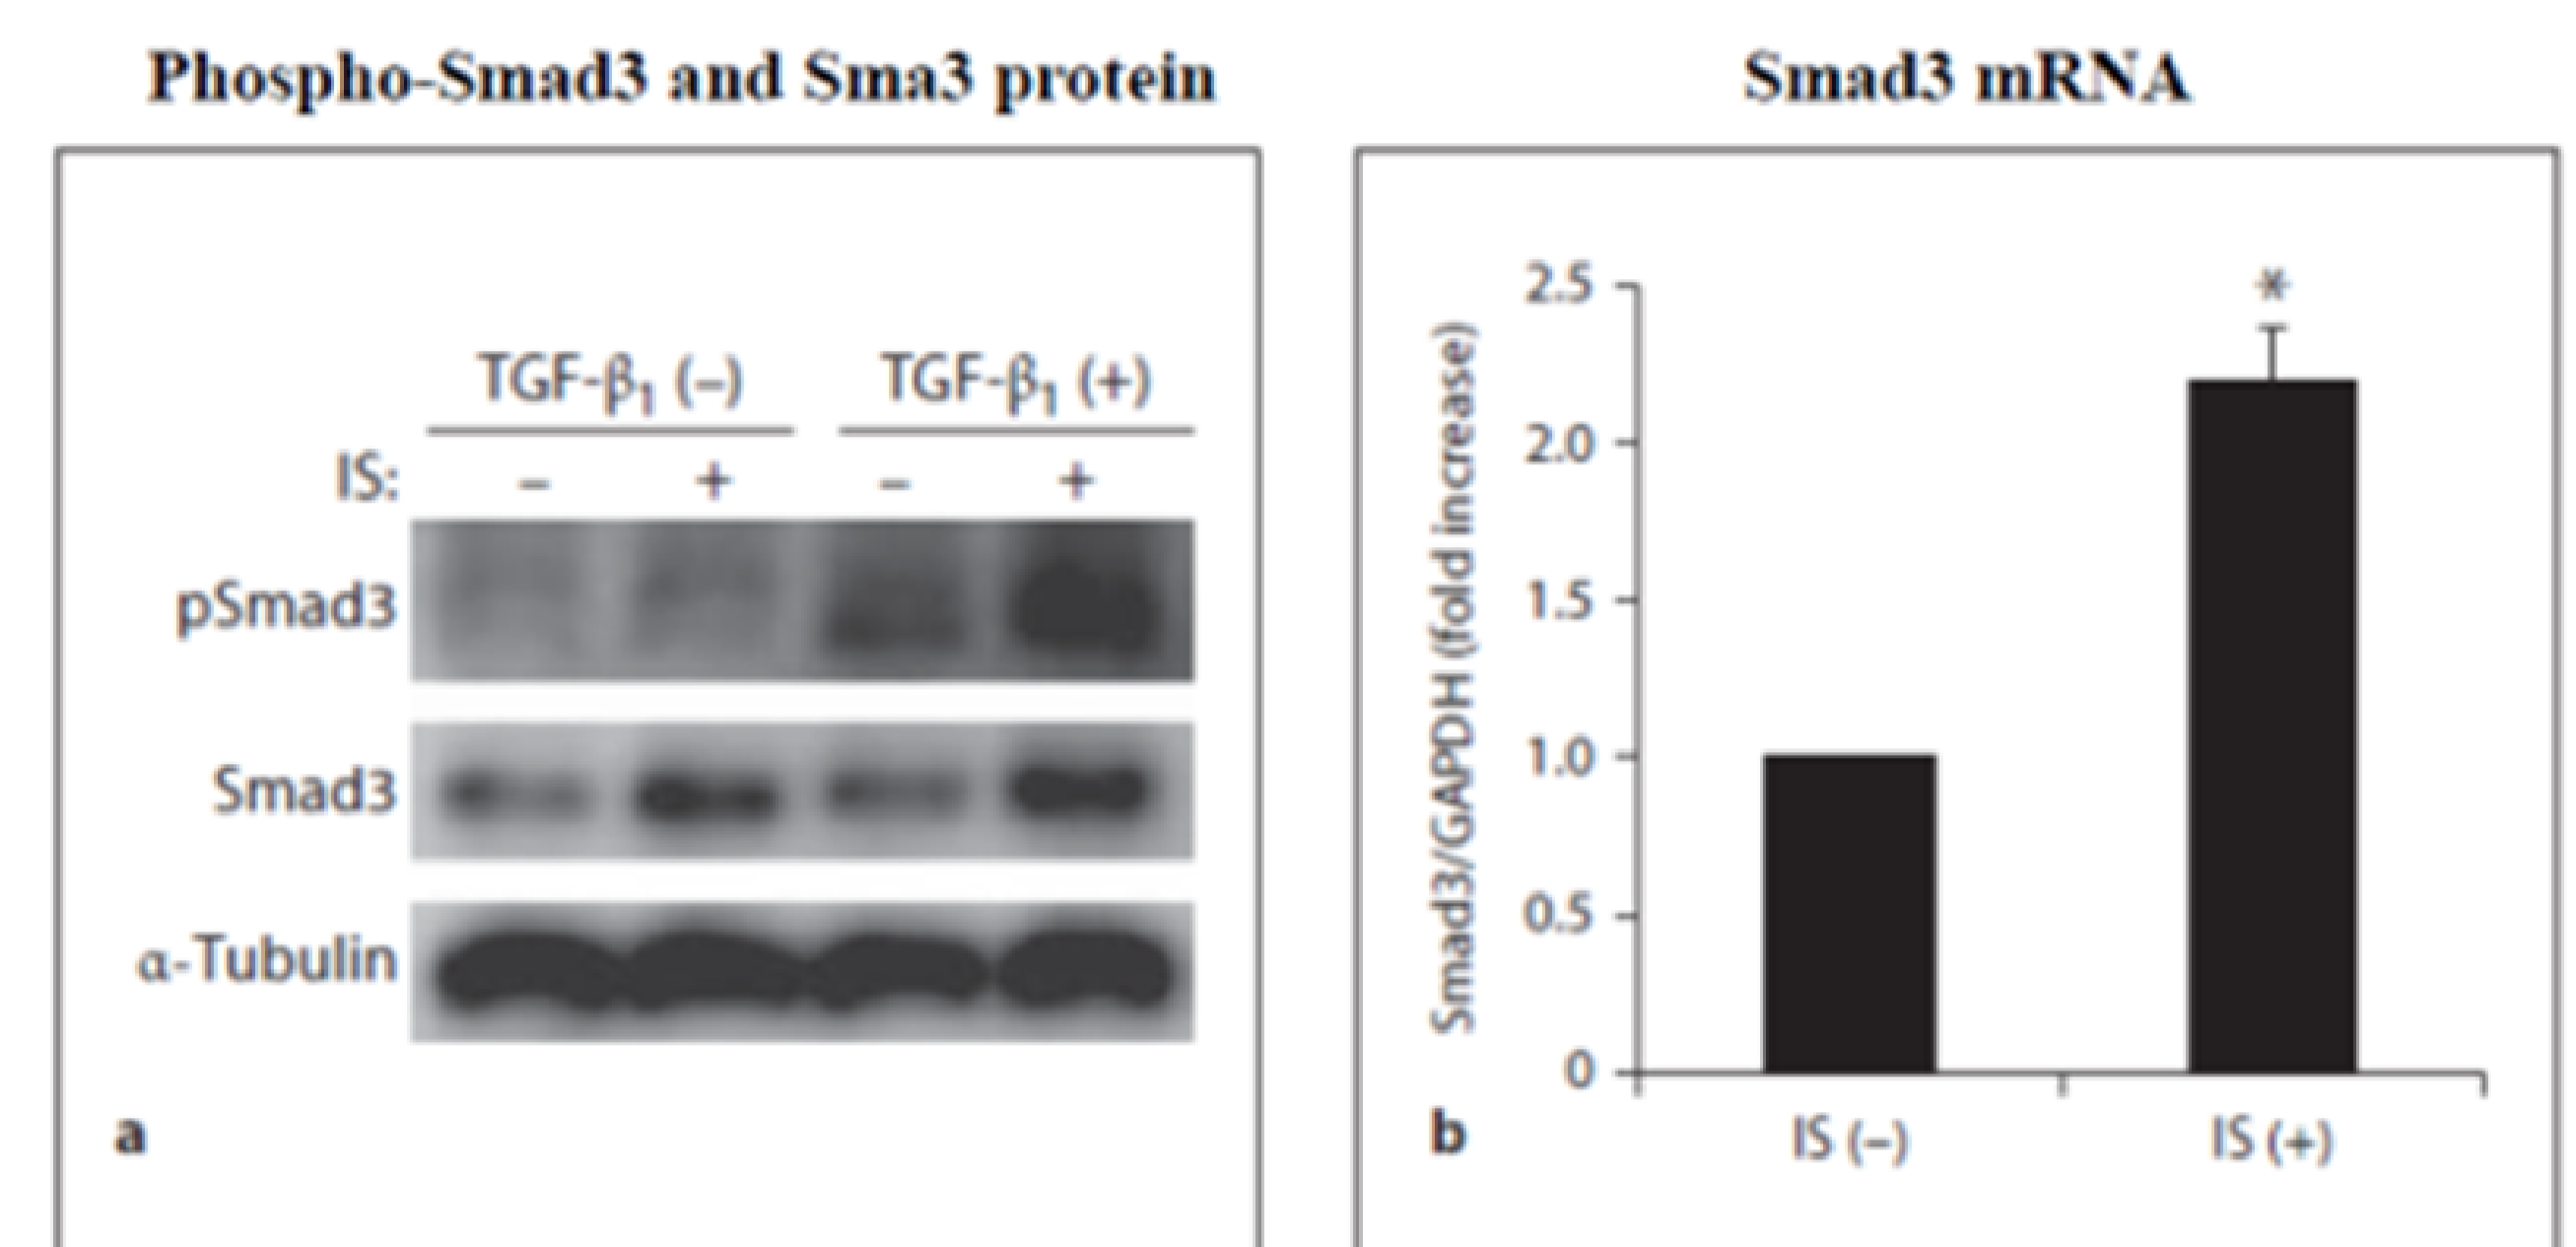 Phospho-Smad3 and Sma3 protein
TGF-β1 (–) TGF-β1 (+)
IS: – + – +
pSmad3
Smad3
α-Tubulin
a
Smad3 mRNA
Smad3/GAPDH (fold increase)
2.5
*
2.0
1.5
1.0
0.5
0
IS (–) IS (+)
b